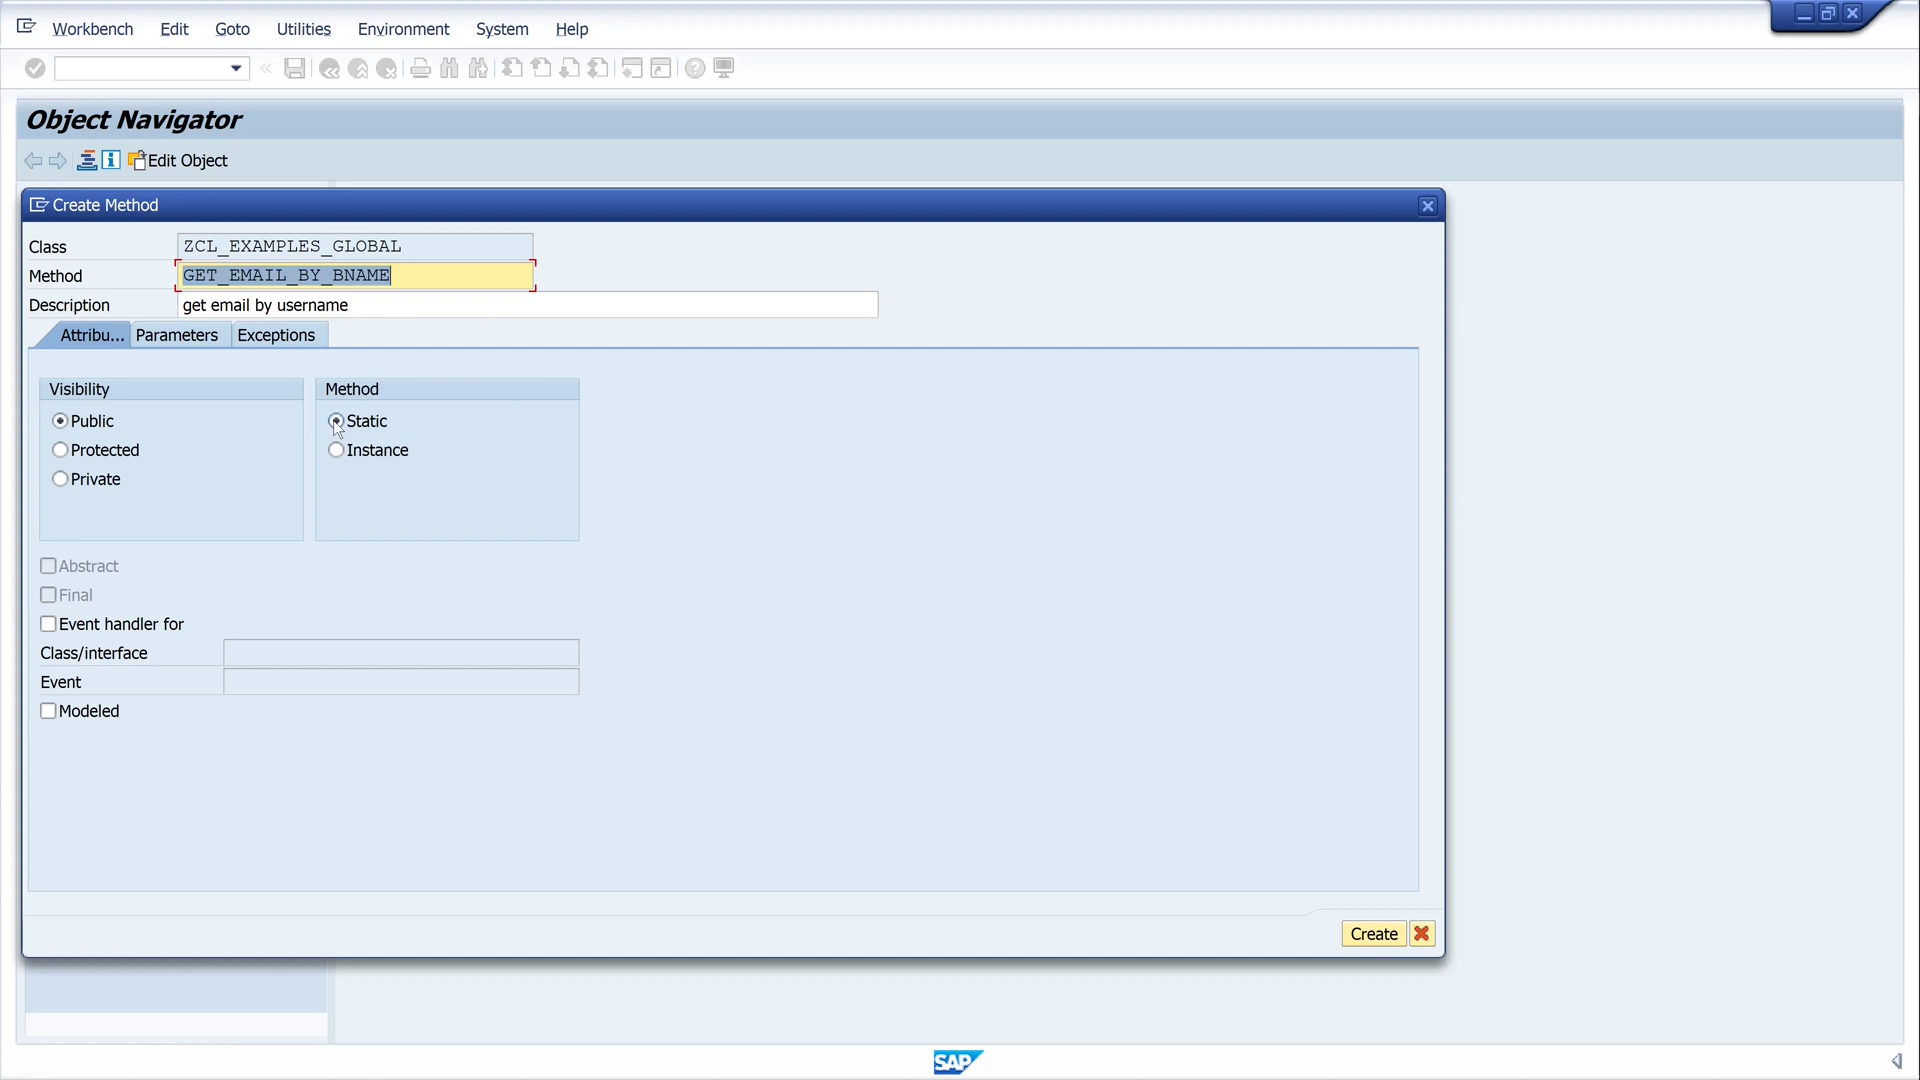 Workbench Edit Goto Utilities Environment System Help
Object Navigator
Edit Object
Create Method
Class ZCL_EXAMPLES_GLOBAL
Method GET_EMAIL_BY_BNAME
Description get email by username
Attribu... Parameters Exceptions
Visibility Method
Public Static
Protected Instance
Private
Abstract
Final
Event handler for
Class/interface
Event
Modeled
Create
SAP